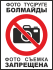 ФОТО ТҮСІРУГЕ
БОЛМАЙДЫ
ФОТО СЪЕМКА
ЗАПРЕЩЕНА